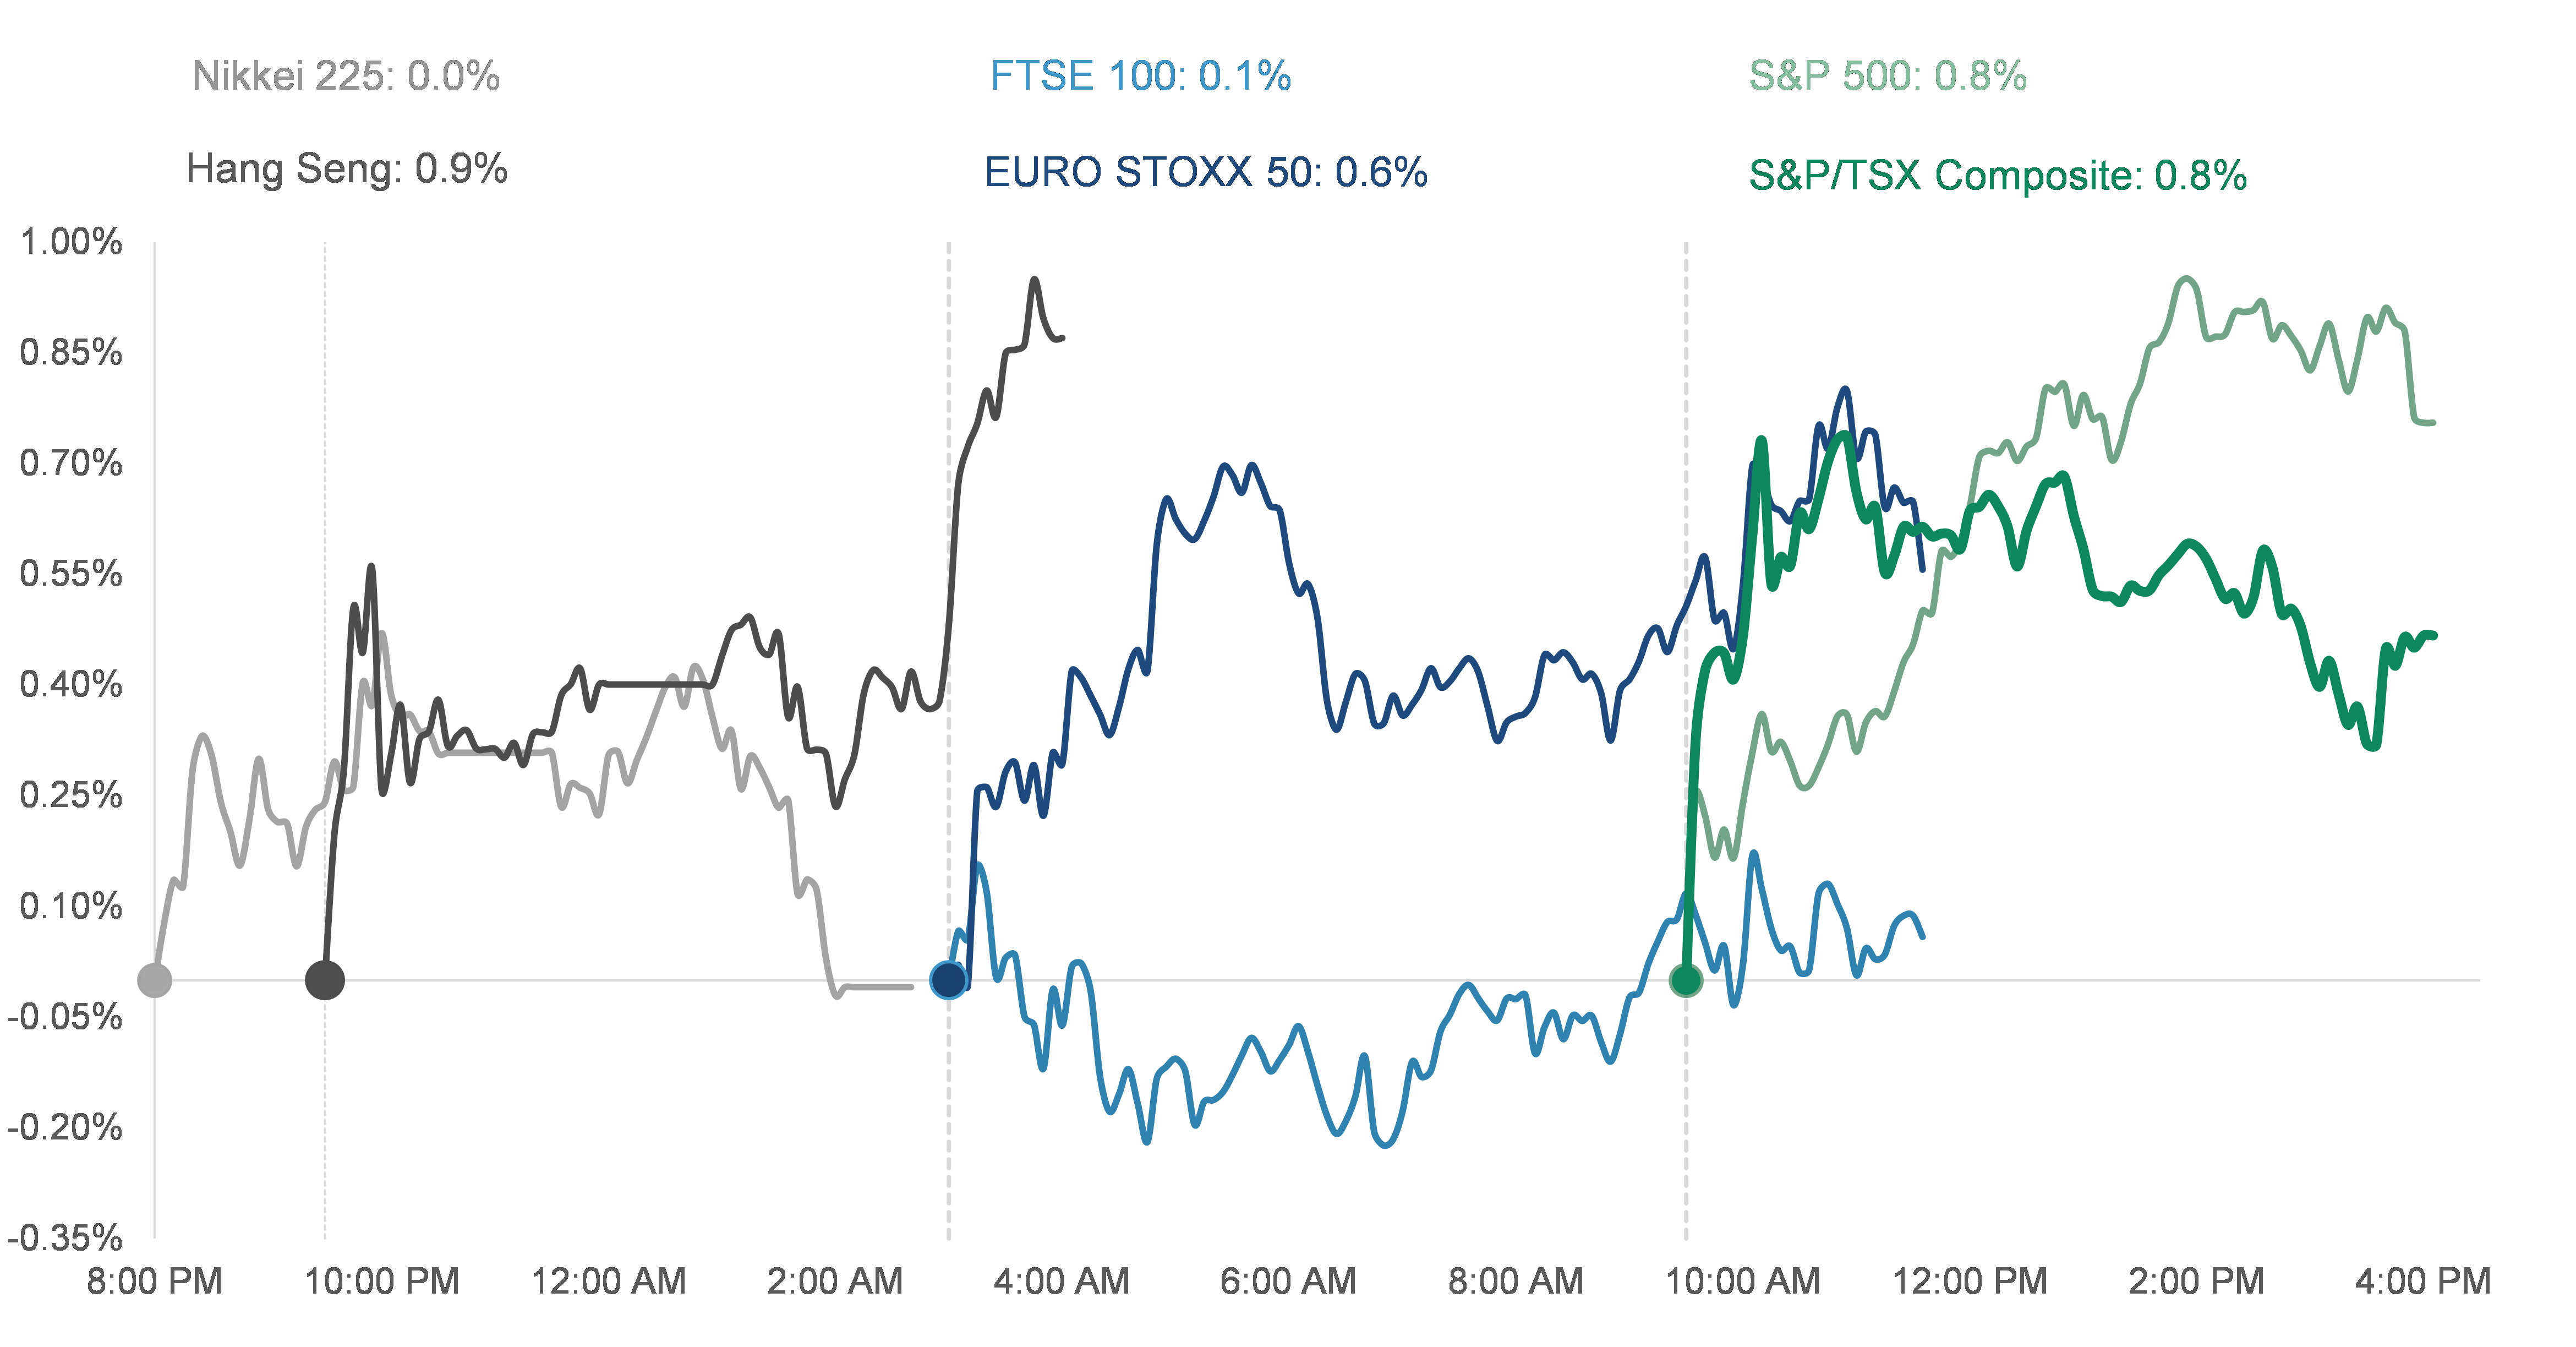 Nikkei 225: 0.0%
FTSE 100: 0.1%
S&P 500: 0.8%
Hang Seng: 0.9%
EURO STOXX 50: 0.6%
S&P/TSX Composite: 0.8%
1.00%
0.85%
0.70%
0.55%
0.40%
0.25%
0.10%
-0.05%
-0.20%
-0.35%
8:00 PM
10:00 PM
12:00 AM
2:00 AM
4:00 AM
6:00 AM
8:00 AM
10:00 AM
12:00 PM
2:00 PM
4:00 PM